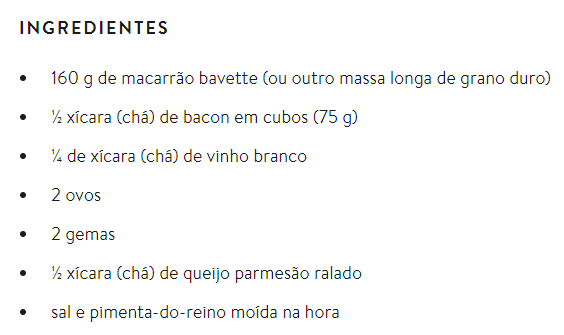 INGREDIENTES
• 160 g de macarrão bavette (ou outro massa longa de grano duro)
• ½ xícara (chá) de bacon em cubos (75 g)
• ¼ de xícara (chá) de vinho branco
• 2 ovos
• 2 gemas
• ½ xícara (chá) de queijo parmesão ralado
• sal e pimenta-do-reino moída na hora